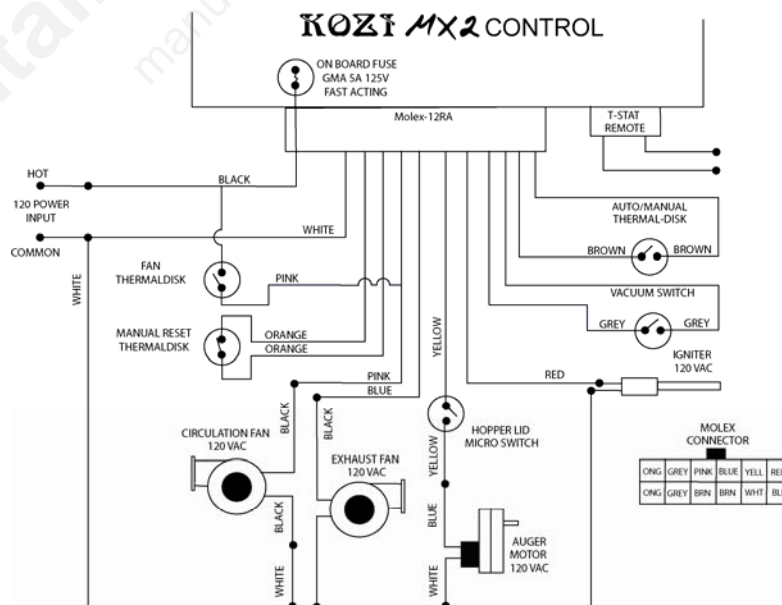 KOZI MX2 CONTROL
ON BOARD FUSE
GMA 5A 125V
FAST ACTING
Molex-12RA
T-STAT
REMOTE
HOT
BLACK
120 POWER
INPUT
WHITE
COMMON
AUTO/MANUAL
THERMAL-DISK
BROWN
BROWN
FAN
THERMALDISK
PINK
WHITE
VACUUM SWITCH
MANUAL RESET
THERMALDISK
ORANGE
ORANGE
YELLOW
GREY
GREY
IGNITER
120 VAC
PINK
BLUE
RED
BLACK
BLACK
HOPPER LID
MICRO SWITCH
CIRCULATION FAN
120 VAC
EXHAUST FAN
120 VAC
YELLOW
MOLEX
CONNECTOR
ONG GREY PINK BLUE YELL
ONG GREY BRN BRN WHT
BLACK
BLUE
AUGER
MOTOR
120 VAC
WHITE
WHITE